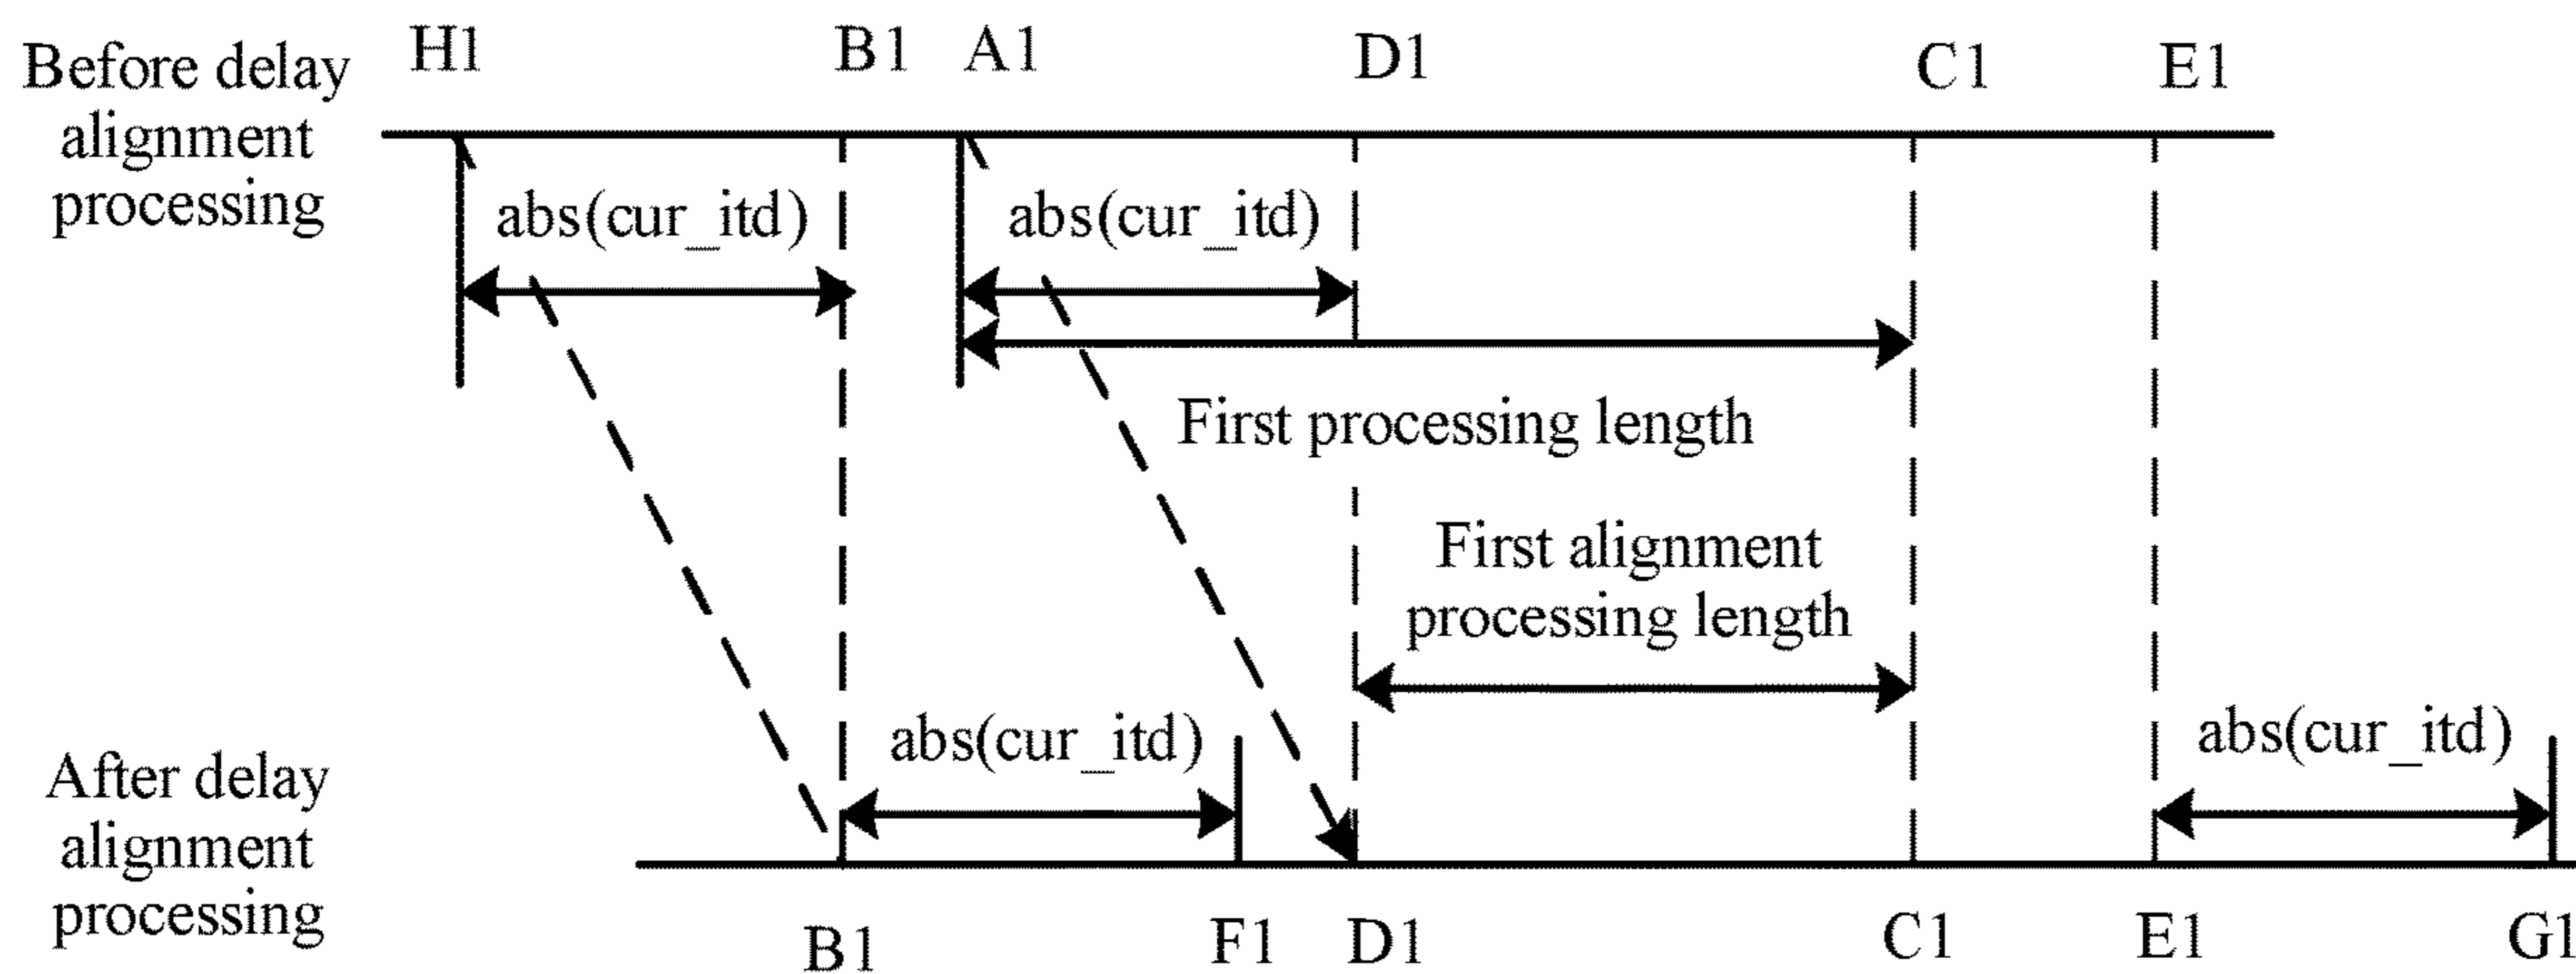 Before delay
alignment
processing
H1
B1
A1
D1
C1
E1
abs(cur_itd)
abs(cur_itd)
First processing length
First alignment
processing length
After delay
alignment
processing
abs(cur_itd)
abs(cur_itd)
B1
F1
D1
C1
E1
G1